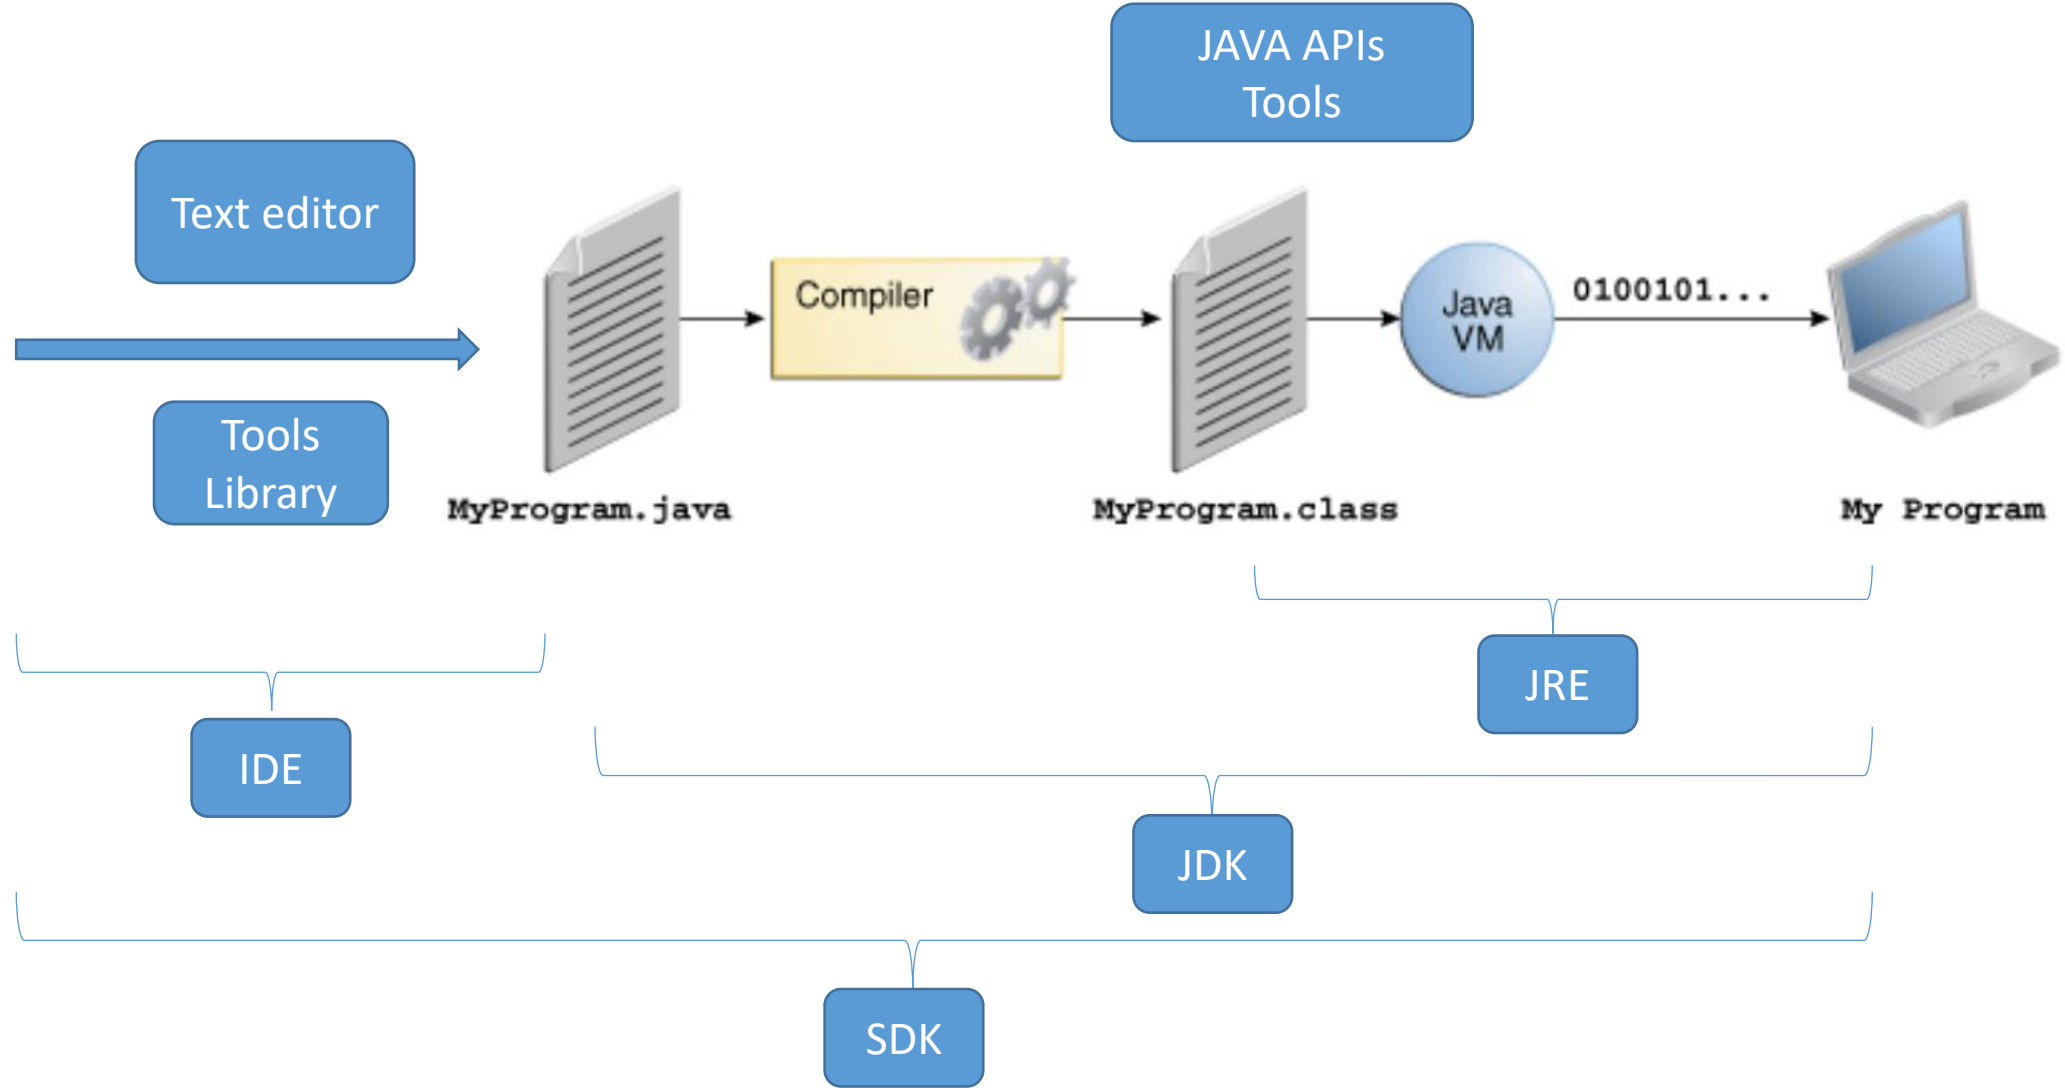 JAVA APIs
Tools
Text editor
Compiler
Java
VM
0100101...
Tools
Library
MyProgram.java
MyProgram.class
My Program
JRE
IDE
JDK
SDK